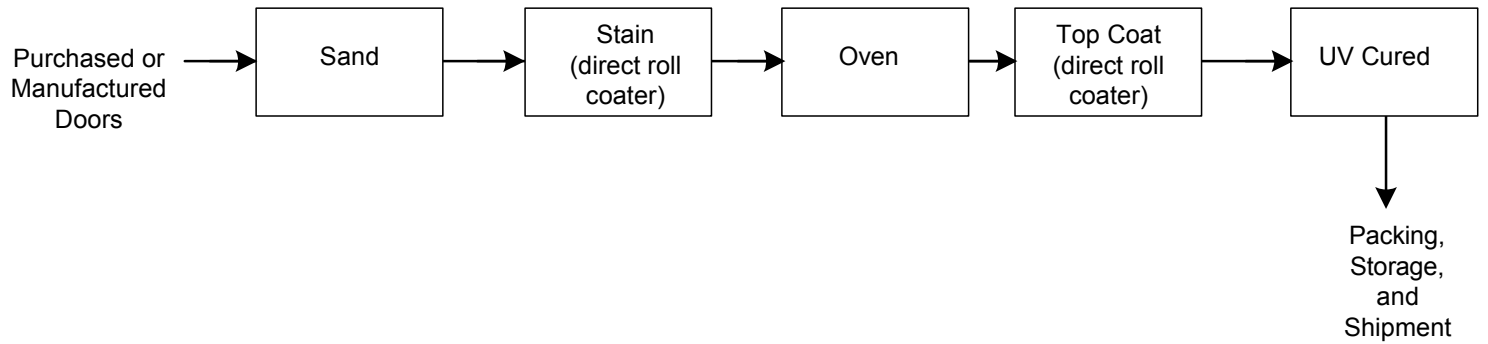 Purchased or
Manufactured
Doors
Sand
Stain
(direct roll
coater)
Oven
Top Coat
(direct roll
coater)
UV Cured
Packing,
Storage,
and
Shipment